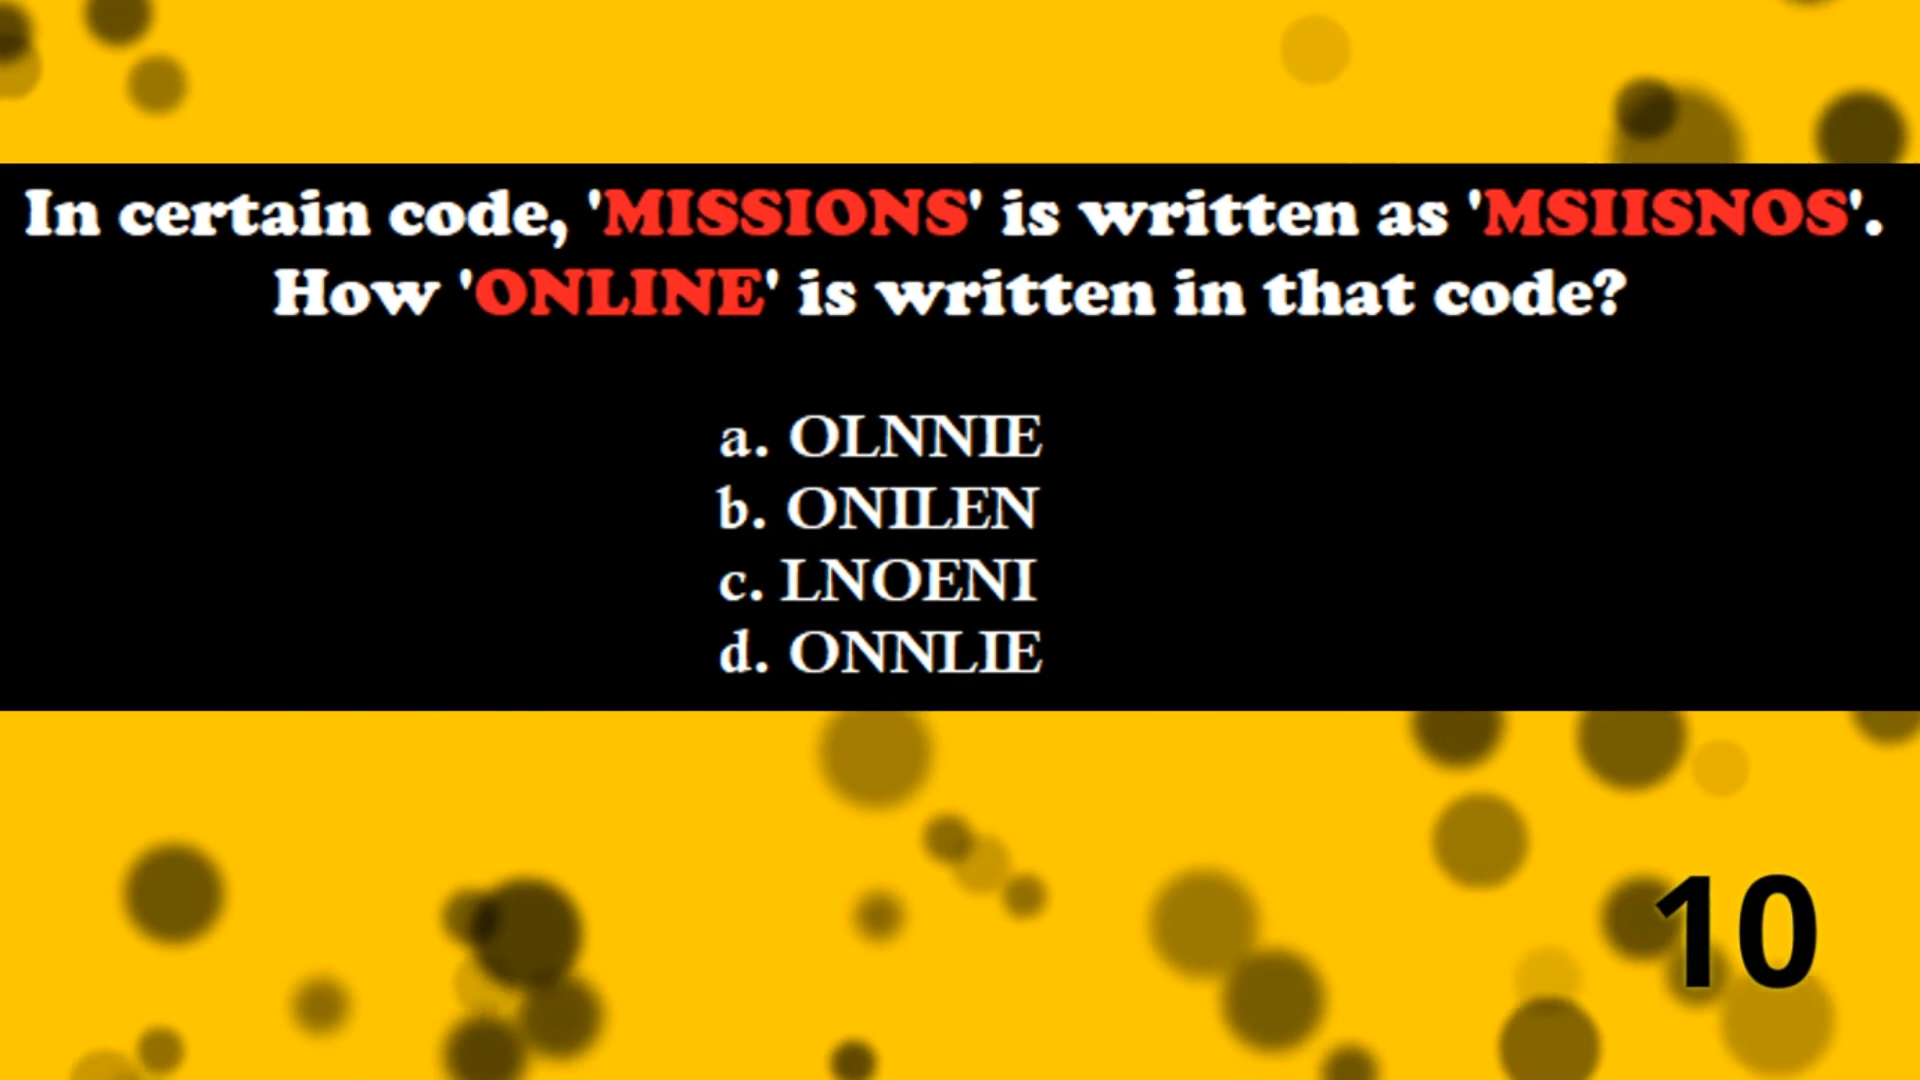 In certain code, 'MISSIONS' is written as 'MSIISNOS'.
How 'ONLINE' is written in that code?
a. OLNNIE
b. ONILEN
c. LNOENI
d. ONNLIE
10